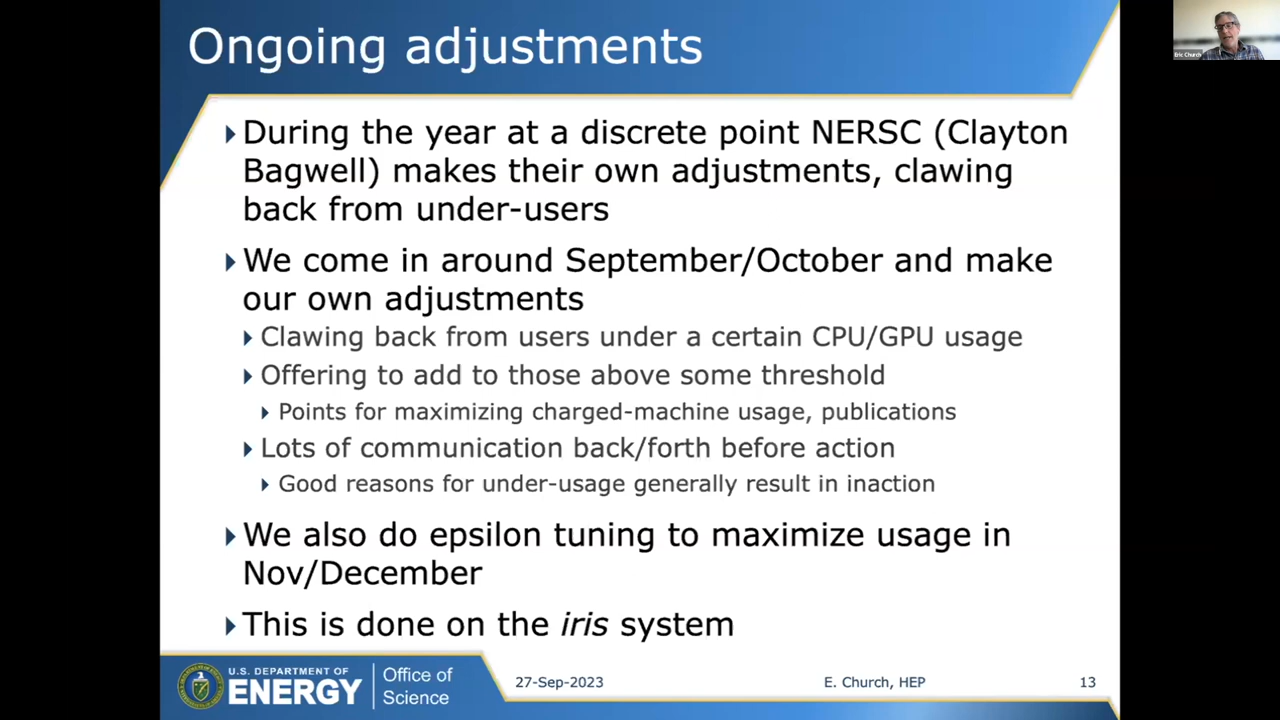 Ongoing adjustments
Eric Church
During the year at a discrete point NERSC (Clayton
Bagwell) makes their own adjustments, clawing
back from under-users
We come in around September/October and make
our own adjustments
Clawing back from users under a certain CPU/GPU usage
Offering to add to those above some threshold
Points for maximizing charged-machine usage, publications
Lots of communication back/forth before action
Good reasons for under-usage generally result in inaction
We also do epsilon tuning to maximize usage in
Nov/December
This is done on the iris system
U.S. DEPARTMENT OF
ENERGY
Office of
Science
27-Sep-2023
E. Church, HEP
13